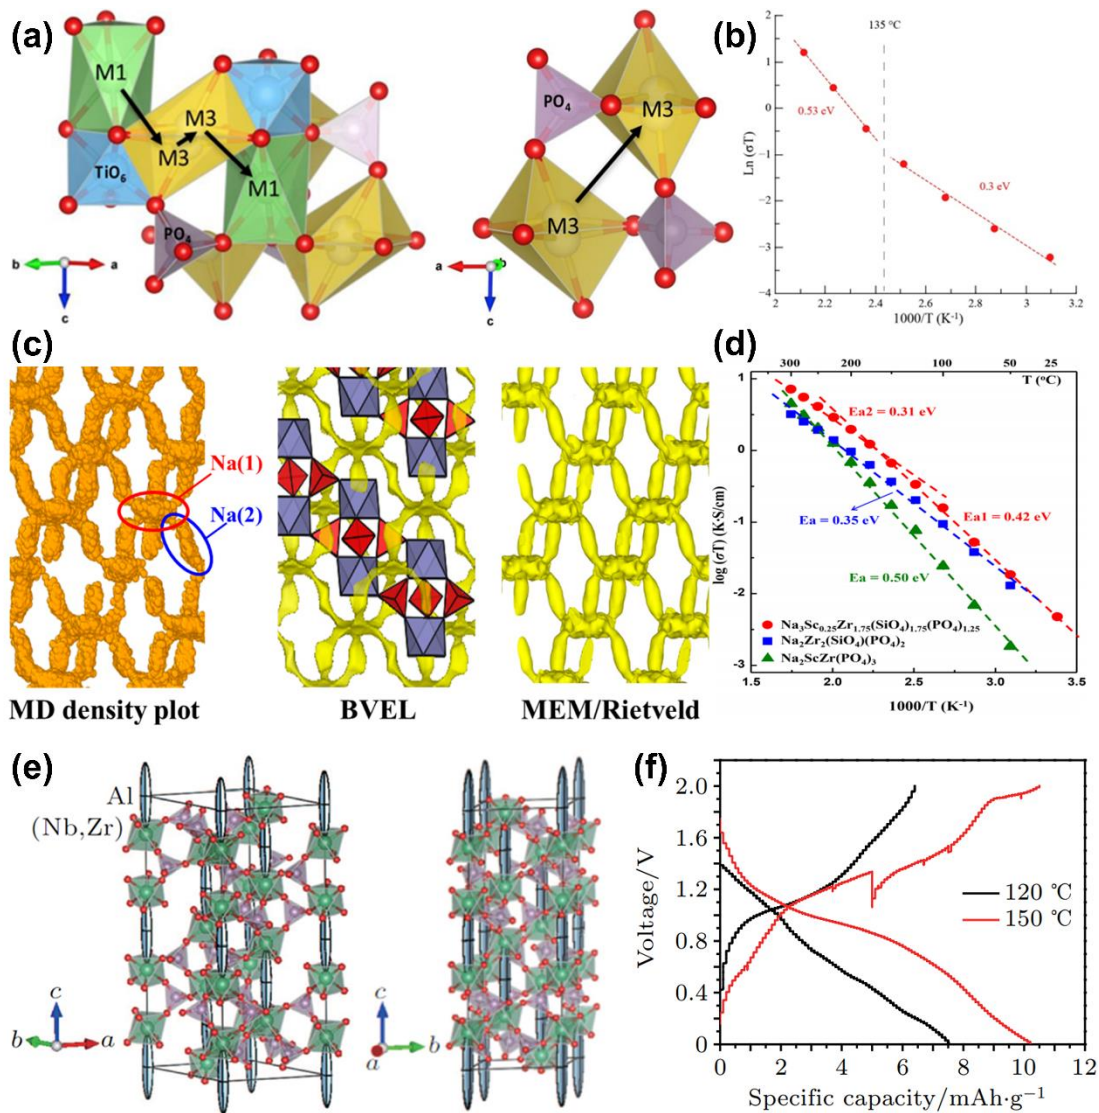 (a)
M1
M3
M3
M1
TiO₆
PO₄
b
a
c
PO₄
M3
M3
a
b
c
(b)
135 °C
0.53 eV
0.3 eV
Ln (σT)
2
1
0
−1
−2
−3
−4
2
2.2
2.4
2.6
2.8
3
3.2
1000/T (K⁻¹)
(c)
Na(1)
Na(2)
MD density plot
BVEL
MEM/Rietveld
(d)
300
200
100
50
25
T (°C)
Ea2 = 0.31 eV
Ea = 0.35 eV
Ea1 = 0.42 eV
Ea = 0.50 eV
Na₃Sc₀.₂₅Zr₁.₇₅(SiO₄)₁.₇₅(PO₄)₁.₂₅
Na₂Zr₂(SiO₄)(PO₄)₂
Na₂ScZr(PO₄)₃
log (σT) (K·S/cm)
1
0
-1
-2
-3
1.5
2.0
2.5
3.0
3.5
1000/T (K⁻¹)
(e)
Al
(Nb,Zr)
c
b
a
c
a
b
(f)
120 ℃
150 ℃
Voltage/V
2.0
1.6
1.2
0.8
0.4
0
0
2
4
6
8
10
12
Specific capacity/mAh·g⁻¹